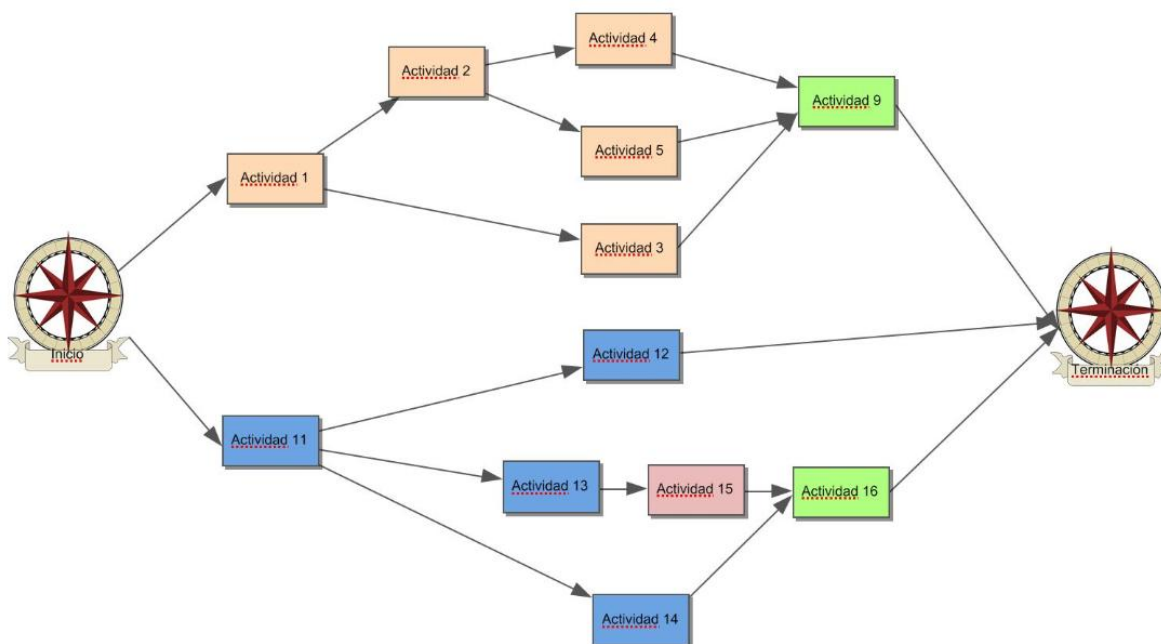 Actividad 4
Actividad 2
Actividad 9
Actividad 5
Actividad 1
Actividad 3
Inicio
Actividad 12
Terminación
Actividad 11
Actividad 13
Actividad 15
Actividad 16
Actividad 14